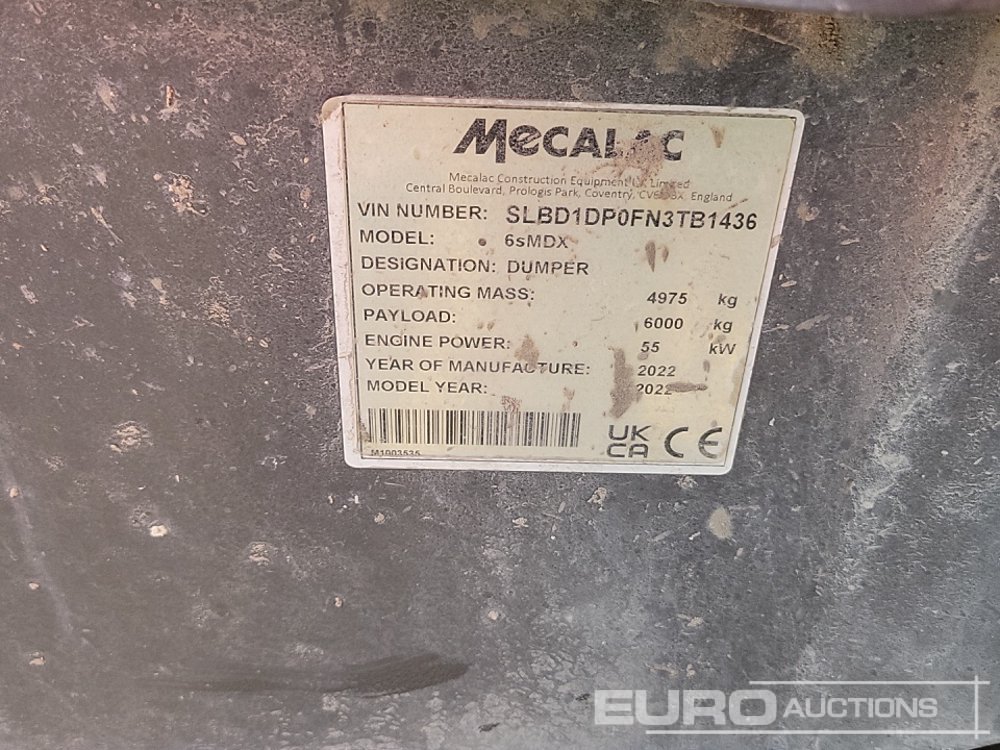 MECALAC
Mecalac Construction Equipment UK Limited
Central Boulevard, Prologis Park, Coventry, England
VIN NUMBER: SLBD1DP0FN3TB1436
MODEL: 6sMDX
DESIGNATION: DUMPER
OPERATING MASS: 4975 kg
PAYLOAD: 6000 kg
ENGINE POWER: 55 kW
YEAR OF MANUFACTURE: 2022
MODEL YEAR: 2022
M1003535
UK
CA CE
EURO AUCTIONS